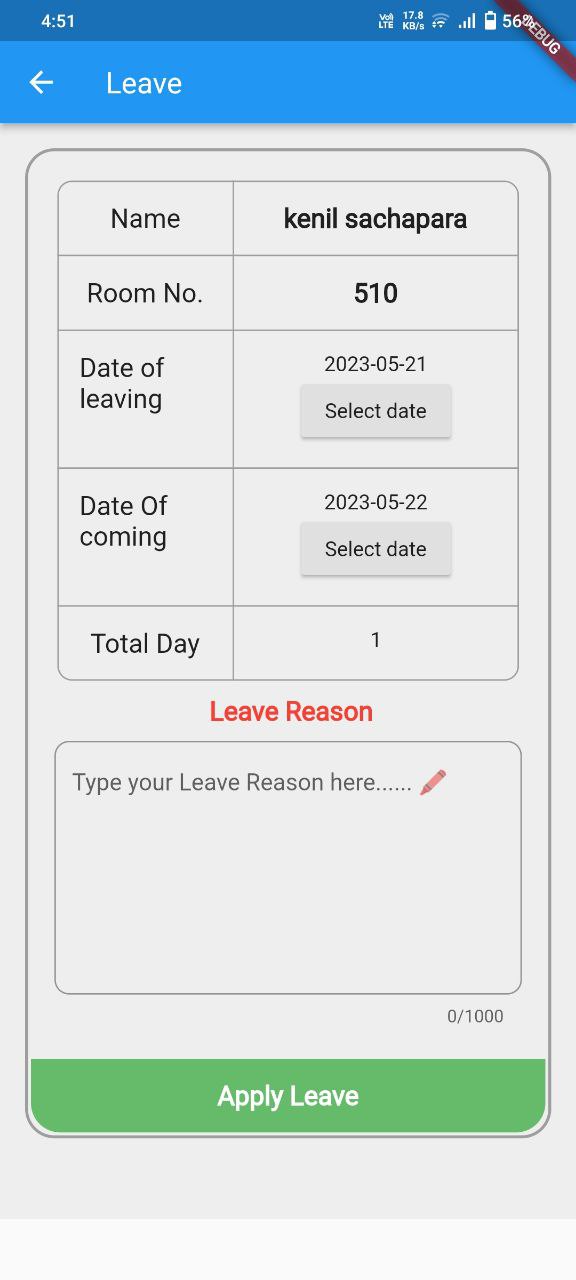 4:51 Vo) LTE 17.8 KB/s 56%
DEBUG
Leave
Name kenil sachapara
Room No. 510
Date of
leaving
2023-05-21
Select date
Date Of
coming
2023-05-22
Select date
Total Day 1
Leave Reason
Type your Leave Reason here......
0/1000
Apply Leave